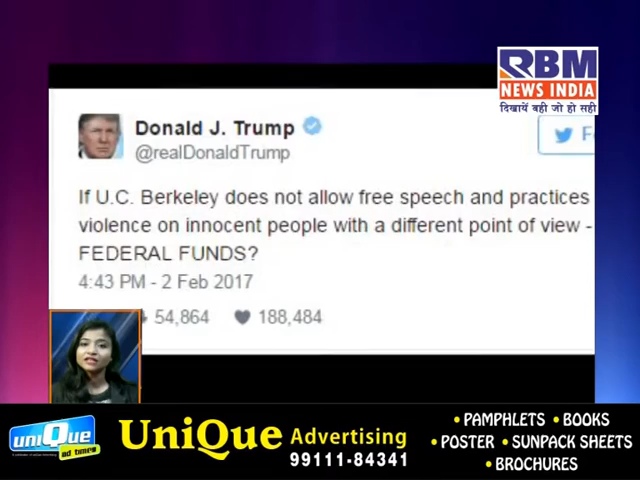 RBM
NEWS INDIA
दिखायें वही जो हो सही
Donald J. Trump
@realDonaldTrump
If U.C. Berkeley does not allow free speech and practices
violence on innocent people with a different point of view -
FEDERAL FUNDS?
4:43 PM - 2 Feb 2017
54,864 188,484
uniQue
ad times
UniQue Advertising
99111-84341
• PAMPHLETS • BOOKS
• POSTER • SUNPACK SHEETS
• BROCHURES